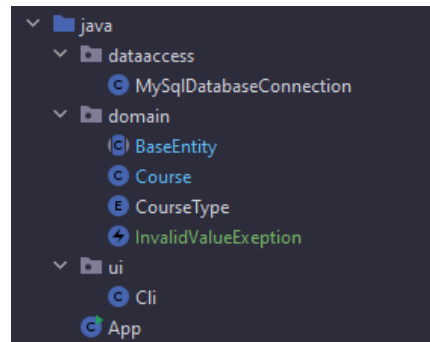 java
dataaccess
MySqlDatabaseConnection
domain
BaseEntity
Course
CourseType
InvalidValueExeption
ui
Cli
App